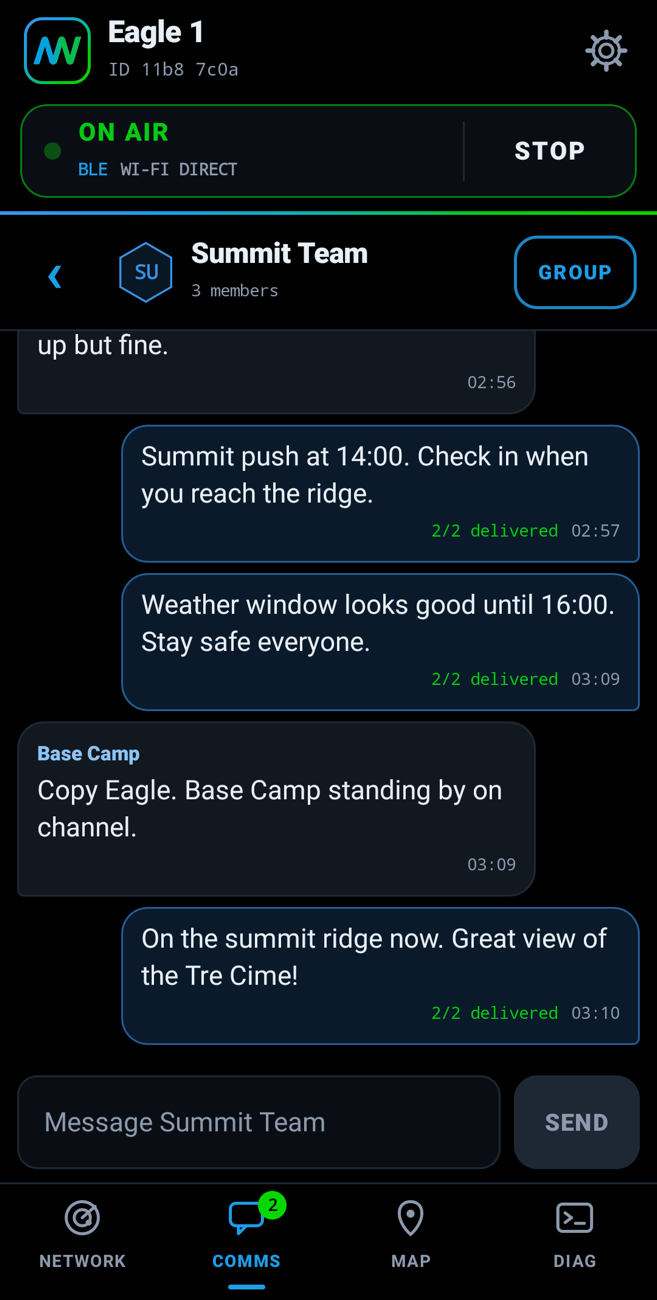 Eagle 1
ID 11b8 7c0a
ON AIR
BLE WI-FI DIRECT
STOP
SU
Summit Team
3 members
GROUP
up but fine.
02:56
Summit push at 14:00. Check in when
you reach the ridge.
2/2 delivered 02:57
Weather window looks good until 16:00.
Stay safe everyone.
2/2 delivered 03:09
Base Camp
Copy Eagle. Base Camp standing by on
channel.
03:09
On the summit ridge now. Great view of
the Tre Cime!
2/2 delivered 03:10
Message Summit Team
SEND
2
NETWORK
COMMS
MAP
DIAG